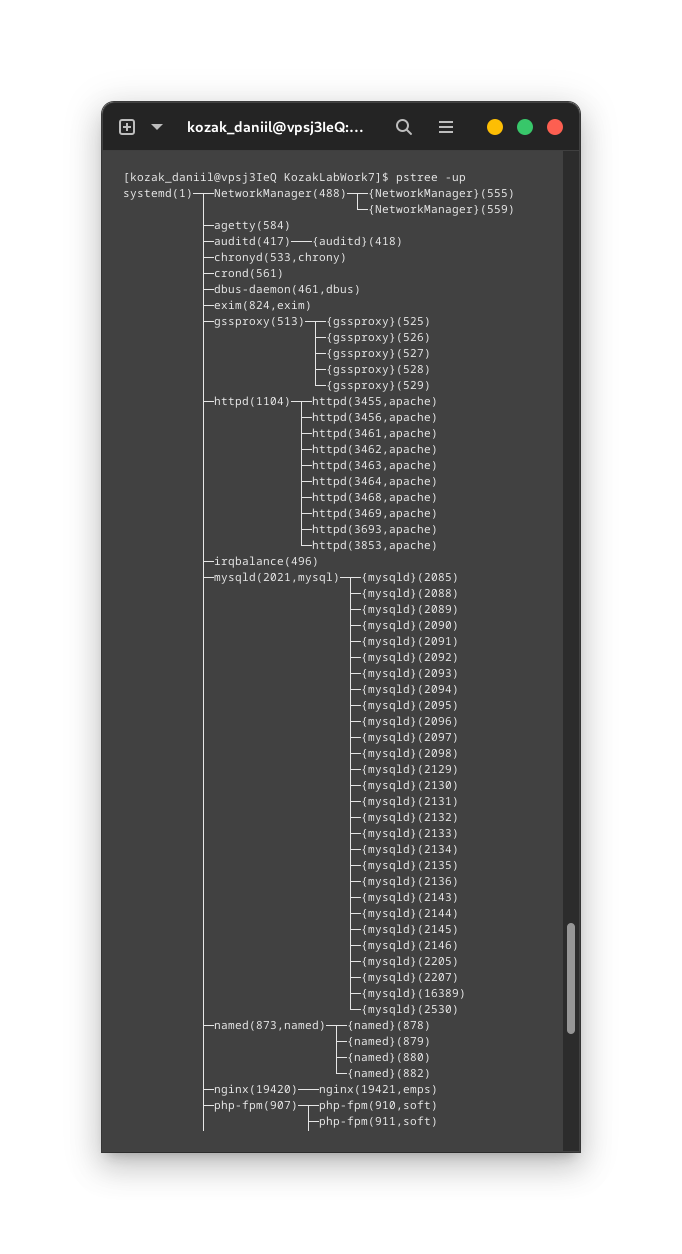 kozak_daniil@vpsj3IeQ:...
[kozak_daniil@vpsj3IeQ KozakLabWork7]$ pstree -up
systemd(1)─┬─NetworkManager(488)─┬─{NetworkManager}(555)
           │                     └─{NetworkManager}(559)
           ├─agetty(584)
           ├─auditd(417)───{auditd}(418)
           ├─chronyd(533,chrony)
           ├─crond(561)
           ├─dbus-daemon(461,dbus)
           ├─exim(824,exim)
           ├─gssproxy(513)─┬─{gssproxy}(525)
           │               ├─{gssproxy}(526)
           │               ├─{gssproxy}(527)
           │               ├─{gssproxy}(528)
           │               └─{gssproxy}(529)
           ├─httpd(1104)─┬─httpd(3455,apache)
           │             ├─httpd(3456,apache)
           │             ├─httpd(3461,apache)
           │             ├─httpd(3462,apache)
           │             ├─httpd(3463,apache)
           │             ├─httpd(3464,apache)
           │             ├─httpd(3468,apache)
           │             ├─httpd(3469,apache)
           │             ├─httpd(3693,apache)
           │             └─httpd(3853,apache)
           ├─irqbalance(496)
           ├─mysqld(2021,mysql)─┬─{mysqld}(2085)
           │                    ├─{mysqld}(2088)
           │                    ├─{mysqld}(2089)
           │                    ├─{mysqld}(2090)
           │                    ├─{mysqld}(2091)
           │                    ├─{mysqld}(2092)
           │                    ├─{mysqld}(2093)
           │                    ├─{mysqld}(2094)
           │                    ├─{mysqld}(2095)
           │                    ├─{mysqld}(2096)
           │                    ├─{mysqld}(2097)
           │                    ├─{mysqld}(2098)
           │                    ├─{mysqld}(2129)
           │                    ├─{mysqld}(2130)
           │                    ├─{mysqld}(2131)
           │                    ├─{mysqld}(2132)
           │                    ├─{mysqld}(2133)
           │                    ├─{mysqld}(2134)
           │                    ├─{mysqld}(2135)
           │                    ├─{mysqld}(2136)
           │                    ├─{mysqld}(2143)
           │                    ├─{mysqld}(2144)
           │                    ├─{mysqld}(2145)
           │                    ├─{mysqld}(2146)
           │                    ├─{mysqld}(2205)
           │                    ├─{mysqld}(2207)
           │                    ├─{mysqld}(16389)
           │                    └─{mysqld}(2530)
           ├─named(873,named)─┬─{named}(878)
           │                  ├─{named}(879)
           │                  ├─{named}(880)
           │                  └─{named}(882)
           ├─nginx(19420)───nginx(19421,emps)
           ├─php-fpm(907)─┬─php-fpm(910,soft)
           │              ├─php-fpm(911,soft)